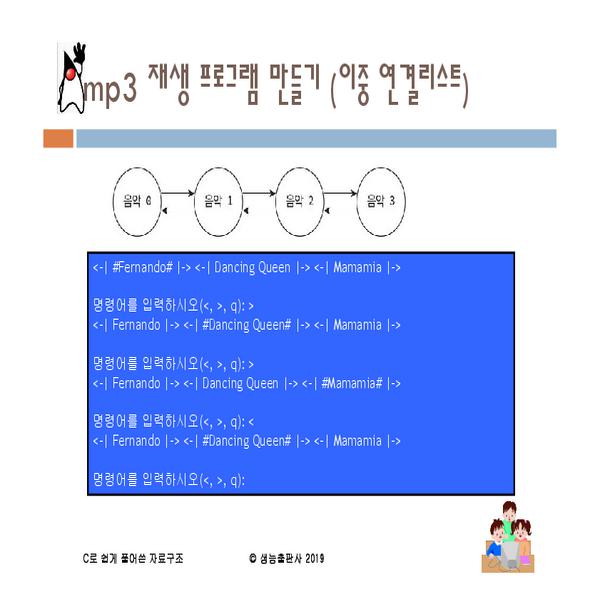 mp3 재생 프로그램 만들기 (이중 연결리스트)
음악 0 음악 1 음악 2 음악 3
<-| #Fernando# |-> <-| Dancing Queen |-> <-| Mamamia |->
명령어를 입력하시오(<, >, q): >
<-| Fernando |-> <-| #Dancing Queen# |-> <-| Mamamia |->
명령어를 입력하시오(<, >, q): >
<-| Fernando |-> <-| Dancing Queen |-> <-| #Mamamia# |->
명령어를 입력하시오(<, >, q): <
<-| Fernando |-> <-| #Dancing Queen# |-> <-| Mamamia |->
명령어를 입력하시오(<, >, q):
C로 쉽게 풀어쓴 자료구조 © 생능출판사 2019